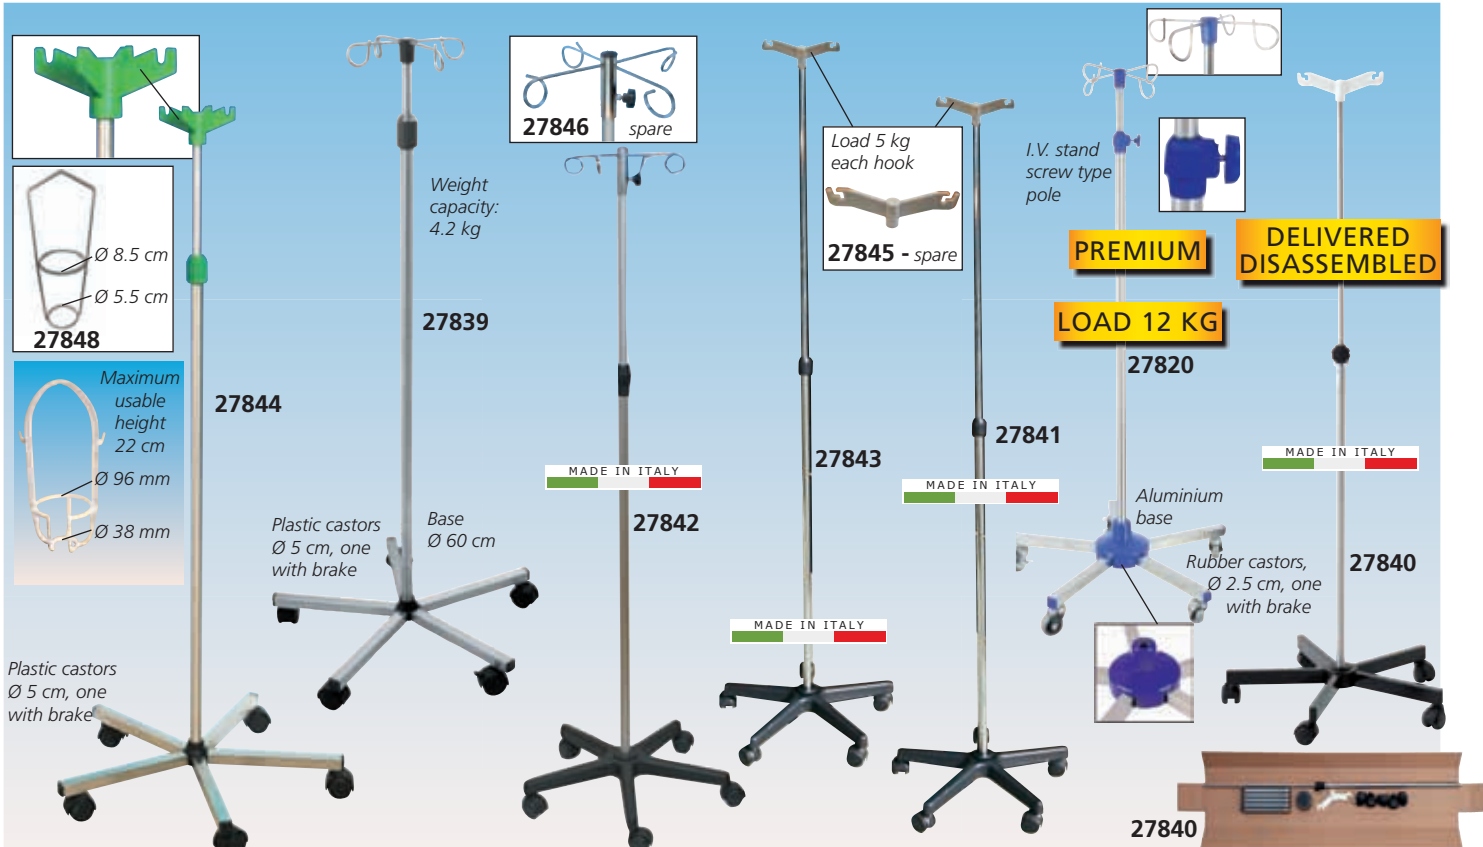 Ø 8.5 cm
Ø 5.5 cm
27848
Maximum
usable
height
22 cm
Ø 96 mm
Ø 38 mm
27844
Plastic castors
Ø 5 cm, one
with brake
Weight
capacity:
4.2 kg
27839
Plastic castors
Ø 5 cm, one
with brake
Base
Ø 60 cm
27846 spare
MADE IN ITALY
27842
Load 5 kg
each hook
27845 - spare
27843
MADE IN ITALY
27841
MADE IN ITALY
I.V. stand
screw type
pole
PREMIUM
LOAD 12 KG
27820
Aluminium
base
Rubber castors,
Ø 2.5 cm, one
with brake
DELIVERED
DISASSEMBLED
MADE IN ITALY
27840
27840